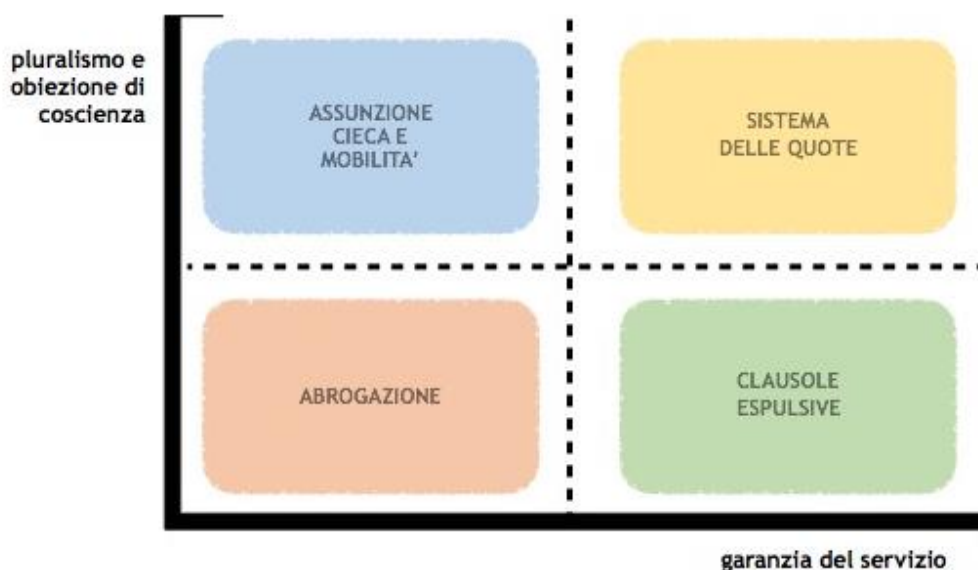 pluralismo e
obiezione di
coscienza
ASSUNZIONE
CIECA E
MOBILITA'
SISTEMA
DELLE QUOTE
ABROGAZIONE
CLAUSOLE
ESPULSIVE
garanzia del servizio